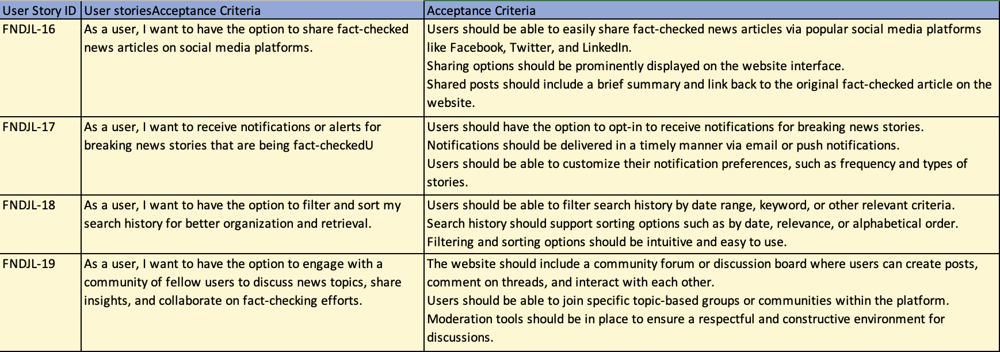 User Story ID User storiesAcceptance Criteria Acceptance Criteria
FNDJL-16
As a user, I want to have the option to share fact-checked
news articles on social media platforms.
Users should be able to easily share fact-checked news articles via popular social media platforms
like Facebook, Twitter, and LinkedIn.
Sharing options should be prominently displayed on the website interface.
Shared posts should include a brief summary and link back to the original fact-checked article on the
website.
FNDJL-17
As a user, I want to receive notifications or alerts for
breaking news stories that are being fact-checkedU
Users should have the option to opt-in to receive notifications for breaking news stories.
Notifications should be delivered in a timely manner via email or push notifications.
Users should be able to customize their notification preferences, such as frequency and types of
stories.
FNDJL-18
As a user, I want to have the option to filter and sort my
search history for better organization and retrieval.
Users should be able to filter search history by date range, keyword, or other relevant criteria.
Search history should support sorting options such as by date, relevance, or alphabetical order.
Filtering and sorting options should be intuitive and easy to use.
FNDJL-19
As a user, I want to have the option to engage with a
community of fellow users to discuss news topics, share
insights, and collaborate on fact-checking efforts.
The website should include a community forum or discussion board where users can create posts,
comment on threads, and interact with each other.
Users should be able to join specific topic-based groups or communities within the platform.
Moderation tools should be in place to ensure a respectful and constructive environment for
discussions.